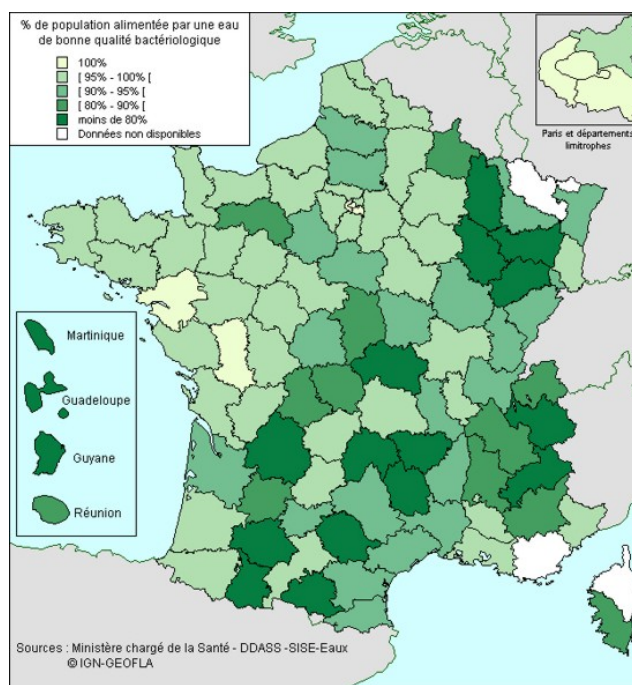 % de population alimentée par une eau
de bonne qualité bactériologique
100%
[ 95% - 100% [
[ 90% - 95% [
[ 80% - 90% [
moins de 80%
Données non disponibles
Paris et départements
limitrophes
Martinique
Guadeloupe
Guyane
Réunion
Sources : Ministère chargé de la Santé - DDASS -SISE-Eaux
© IGN-GEOFLA